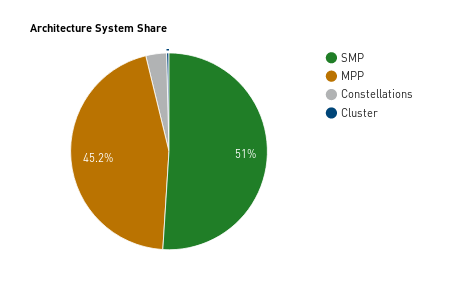 Architecture System Share
SMP
MPP
Constellations
Cluster
45.2%
51%